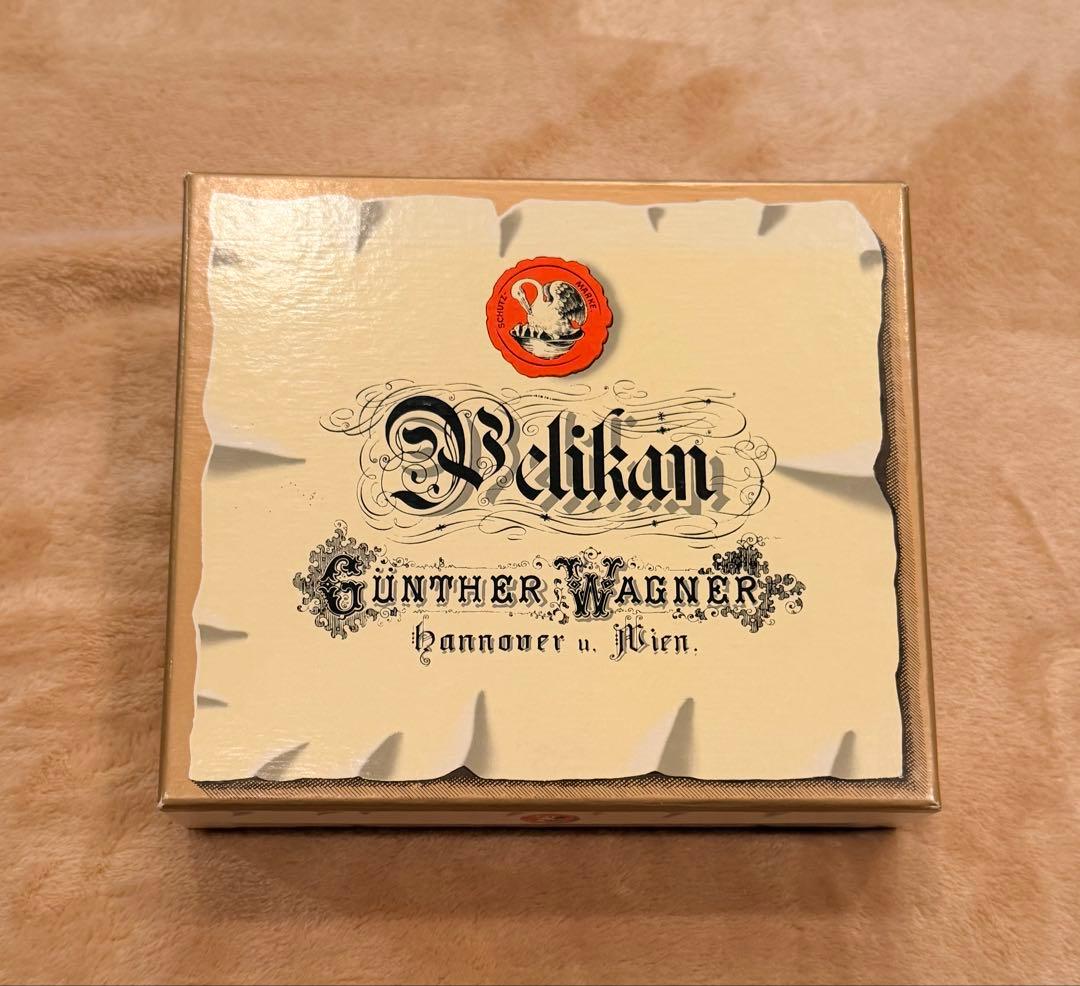 SCHUTZ- MARKE.
Pelikan
GÜNTHER WAGNER
Hannover u. Wien.